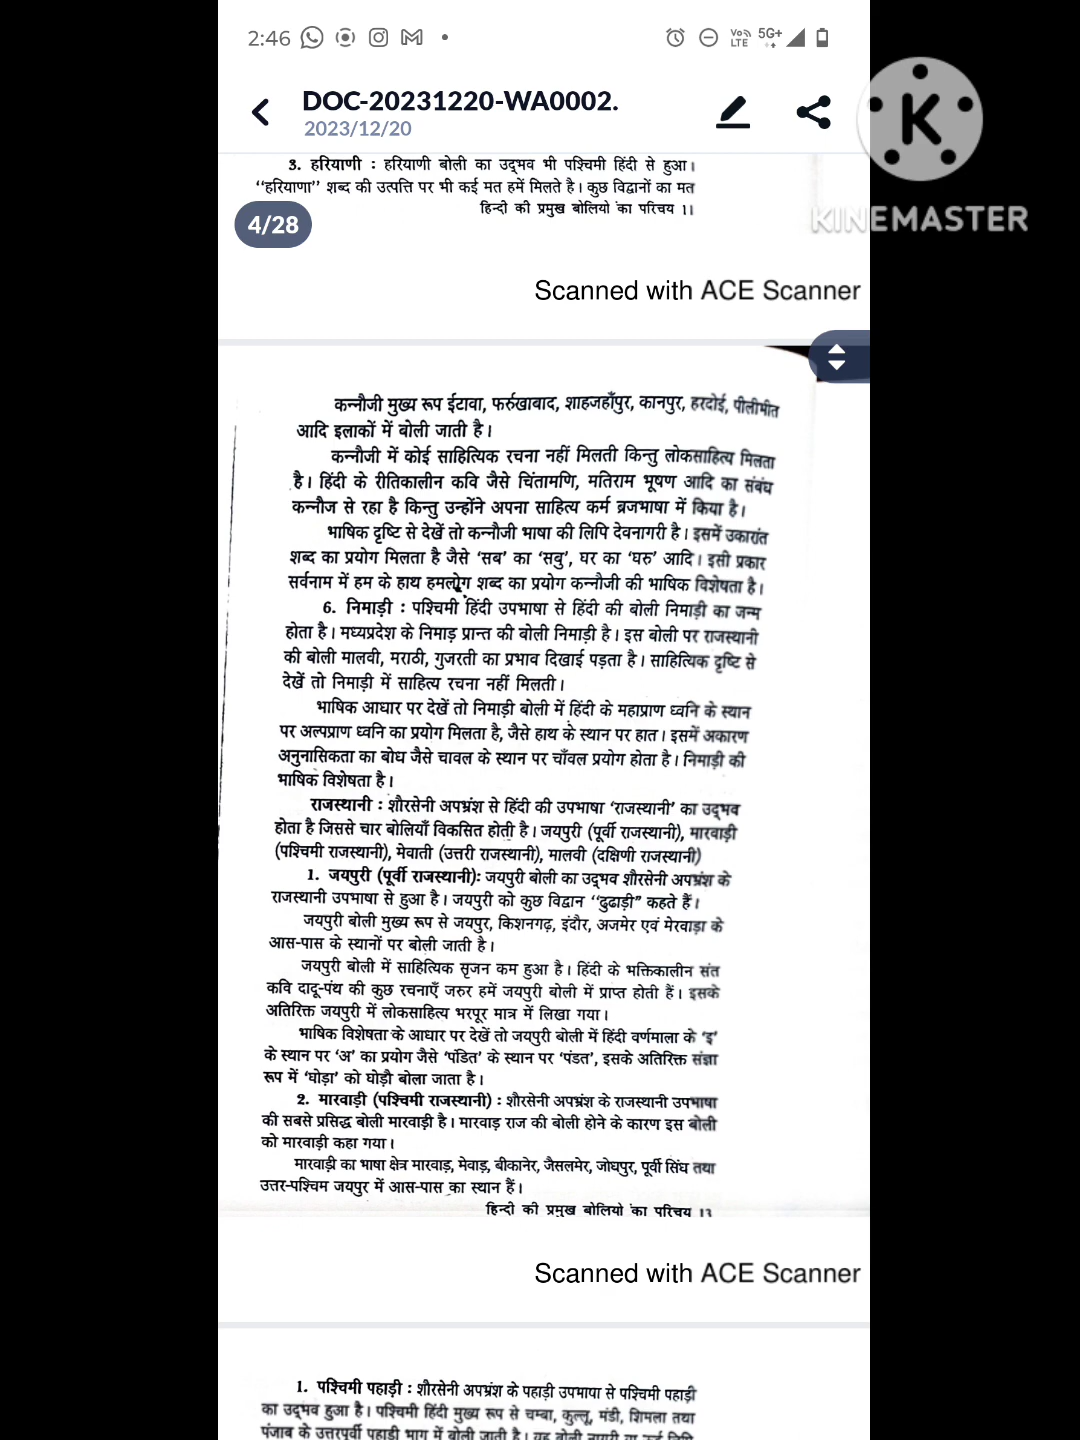 2:46
Vo)) LTE 5G+
DOC-20231220-WA0002.
2023/12/20
K
KINEMASTER
3. हरियाणी : हरियाणी बोली का उद्‌भव भी पश्चिमी हिंदी से हुआ।
“हरियाणा” शब्द की उत्पत्ति पर भी कई मत हमें मिलते है। कुछ विद्वानों का मत
हिन्दी की प्रमुख बोलियो का परिचय 11
4/28
Scanned with ACE Scanner
कन्नौजी मुख्य रूप ईटावा, फर्रुखाबाद, शाहजहाँपुर, कानपुर, हरदोई, पीलीभीत
आदि इलाकों में बोली जाती है।
कन्नौजी में कोई साहित्यिक रचना नहीं मिलती किन्तु लोकसाहित्य मिलता
है। हिंदी के रीतिकालीन कवि जैसे चिंतामणि, मतिराम भूषण आदि का संबंध
कन्नौज से रहा है किन्तु उन्होंने अपना साहित्य कर्म ब्रजभाषा में किया है।
भाषिक दृष्टि से देखें तो कन्नौजी भाषा की लिपि देवनागरी है। इसमें उकारांत
शब्द का प्रयोग मिलता है जैसे ‘सब’ का ‘सबु’, घर का ‘घरु’ आदि। इसी प्रकार
सर्वनाम में हम के हाथ हमलोग शब्द का प्रयोग कन्नौजी की भाषिक विशेषता है।
6. निमाड़ी : पश्चिमी हिंदी उपभाषा से हिंदी की बोली निमाड़ी का जन्म
होता है। मध्यप्रदेश के निमाड़ प्रान्त की बोली निमाड़ी है। इस बोली पर राजस्थानी
की बोली मालवी, मराठी, गुजरती का प्रभाव दिखाई पड़ता है। साहित्यिक दृष्टि से
देखें तो निमाड़ी में साहित्य रचना नहीं मिलती।
भाषिक आधार पर देखें तो निमाड़ी बोली में हिंदी के महाप्राण ध्वनि के स्थान
पर अल्पप्राण ध्वनि का प्रयोग मिलता है, जैसे हाथ के स्थान पर हात। इसमें अकारण
अनुनासिकता का बोध जैसे चावल के स्थान पर चाँवल प्रयोग होता है। निमाड़ी की
भाषिक विशेषता है।
राजस्थानी : शौरसेनी अपभ्रंश से हिंदी की उपभाषा ‘राजस्थानी’ का उद्‌भव
होता है जिससे चार बोलियाँ विकसित होती है। जयपुरी (पूर्वी राजस्थानी), मारवाड़ी
(पश्चिमी राजस्थानी), मेवाती (उत्तरी राजस्थानी), मालवी (दक्षिणी राजस्थानी)
1. जयपुरी (पूर्वी राजस्थानी): जयपुरी बोली का उद्‌भव शौरसेनी अपभ्रंश के
राजस्थानी उपभाषा से हुआ है। जयपुरी को कुछ विद्वान “ढुढाड़ी” कहते हैं।
जयपुरी बोली मुख्य रूप से जयपुर, किशनगढ़, इंदौर, अजमेर एवं मेरवाड़ा के
आस-पास के स्थानों पर बोली जाती है।
जयपुरी बोली में साहित्यिक सृजन कम हुआ है। हिंदी के भक्तिकालीन संत
कवि दादू-पंथ की कुछ रचनाएँ जरुर हमें जयपुरी बोली में प्राप्त होती हैं। इसके
अतिरिक्त जयपुरी में लोकसाहित्य भरपूर मात्र में लिखा गया।
भाषिक विशेषता के आधार पर देखें तो जयपुरी बोली में हिंदी वर्णमाला के ‘इ’
के स्थान पर ‘अ’ का प्रयोग जैसे ‘पंडित’ के स्थान पर ‘पंडत’, इसके अतिरिक्त संज्ञा
रूप में ‘घोड़ा’ को घोड़ौ बोला जाता है।
2. मारवाड़ी (पश्चिमी राजस्थानी) : शौरसेनी अपभ्रंश के राजस्थानी उपभाषा
की सबसे प्रसिद्ध बोली मारवाड़ी है। मारवाड़ राज की बोली होने के कारण इस बोली
को मारवाड़ी कहा गया।
मारवाड़ी का भाषा क्षेत्र मारवाड़, मेवाड़, बीकानेर, जैसलमेर, जोधपुर, पूर्वी सिंध तथा
उत्तर-पश्चिम जयपुर में आस-पास का स्थान हैं।
हिन्दी की प्रमुख बोलियो का परिचय 13
Scanned with ACE Scanner
1. पश्चिमी पहाड़ी : शौरसेनी अपभ्रंश के पहाड़ी उपमाषा से पश्चिमी पहाड़ी
का उद्‌भव हुआ है। पश्चिमी हिंदी मुख्य रूप से चम्बा, कुल्लू, मंडी, शिमला तथा
पंजाब के उत्तरपूर्वी पहाड़ी भाग में बोली जाती है। यह बोली